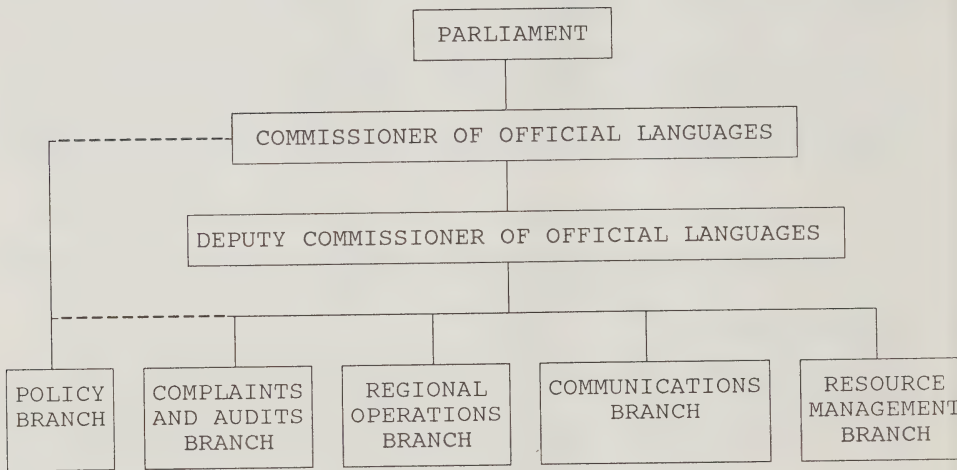 PARLIAMENT
COMMISSIONER OF OFFICIAL LANGUAGES
DEPUTY COMMISSIONER OF OFFICIAL LANGUAGES
POLICY
BRANCH
COMPLAINTS
AND AUDITS
BRANCH
REGIONAL
OPERATIONS
BRANCH
COMMUNICATIONS
BRANCH
RESOURCE
MANAGEMENT
BRANCH